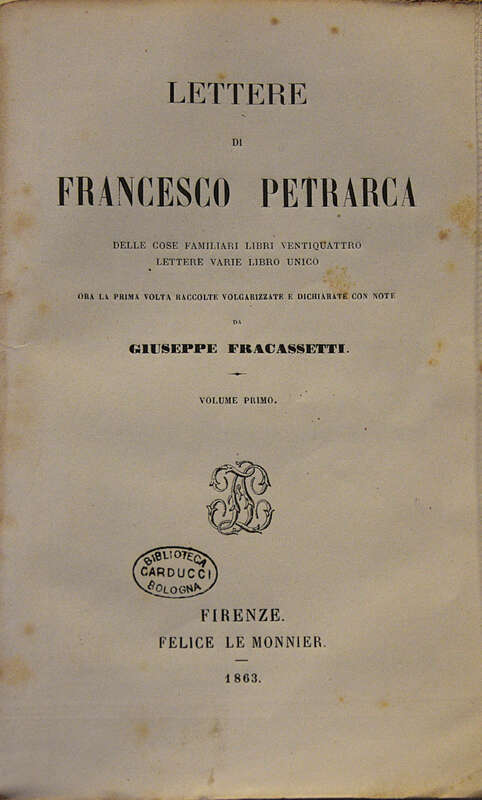 LETTERE
DI
FRANCESCO PETRARCA
DELLE COSE FAMILIARI LIBRI VENTIQUATTRO
LETTERE VARIE LIBRO UNICO
ORA LA PRIMA VOLTA RACCOLTE VOLGARIZZATE E DICHIARATE CON NOTE
DA
GIUSEPPE FRACASSETTI.
VOLUME PRIMO.
BIBLIOTECA
CARDUCCI
BOLOGNA
FIRENZE.
FELICE LE MONNIER.
1863.